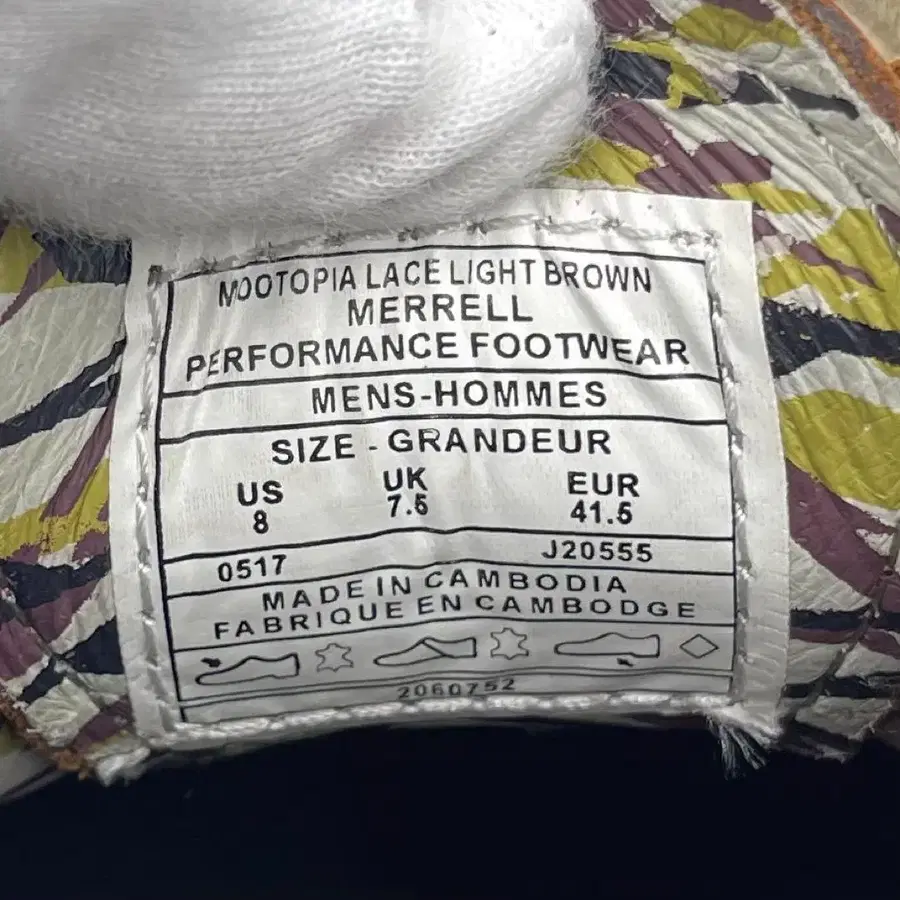 MOOTOPIA LACE LIGHT BROWN
MERRELL
PERFORMANCE FOOTWEAR
MENS-HOMMES
SIZE - GRANDEUR
US UK EUR
8 7.5 41.5
0517 J20555
MADE IN CAMBODIA
FABRIQUE EN CAMBODGE
2060752